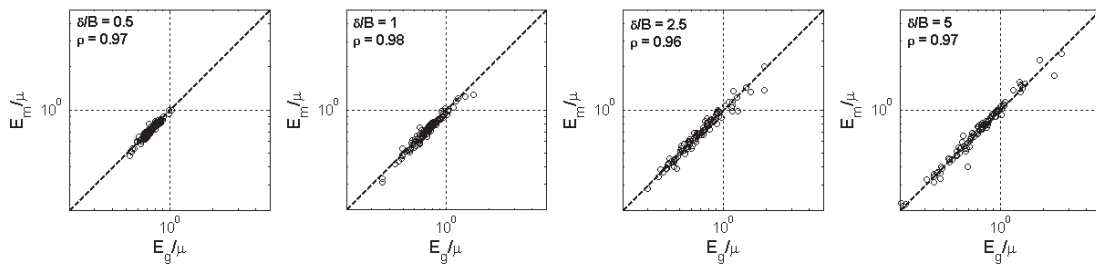 δ/B = 0.5
ρ = 0.97
E_m/μ
10^0
10^0
E_g/μ
δ/B = 1
ρ = 0.98
E_m/μ
10^0
10^0
E_g/μ
δ/B = 2.5
ρ = 0.96
E_m/μ
10^0
10^0
E_g/μ
δ/B = 5
ρ = 0.97
E_m/μ
10^0
10^0
E_g/μ